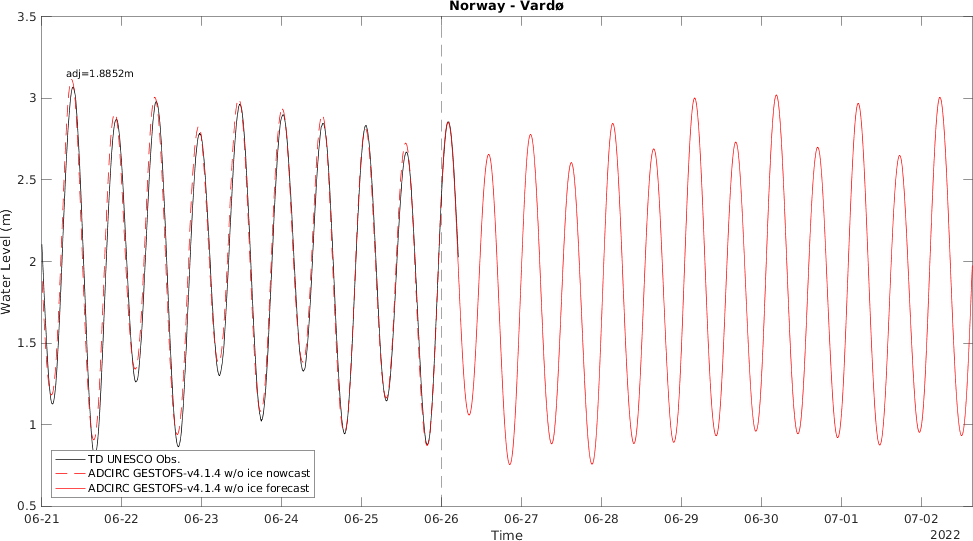 Norway - Vardø
adj=1.8852m
3.5
3
2.5
2
1.5
1
0.5
Water Level (m)
TD UNESCO Obs.
ADCIRC GESTOFS-v4.1.4 w/o ice nowcast
ADCIRC GESTOFS-v4.1.4 w/o ice forecast
06-21 06-22 06-23 06-24 06-25 06-26 06-27 06-28 06-29 06-30 07-01 07-02
Time
2022